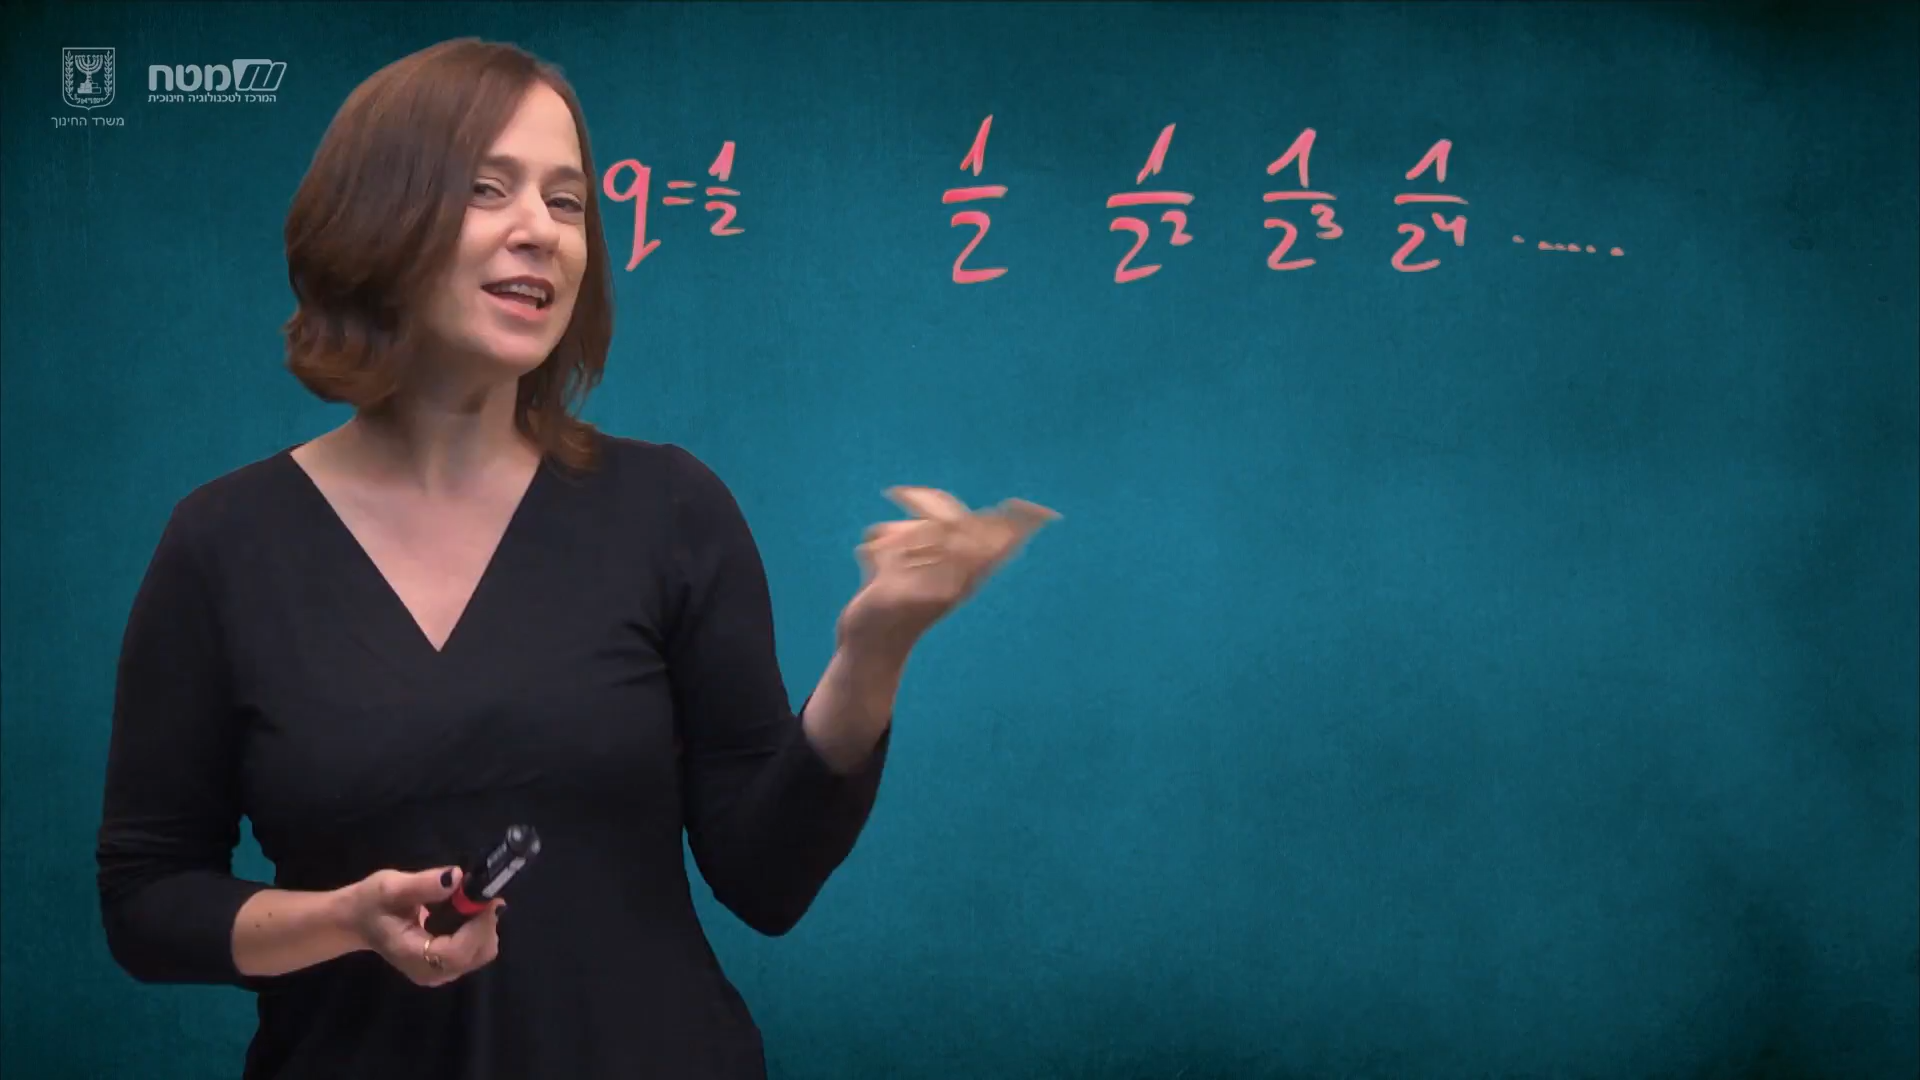 משרד החינוך
מטח
המרכז לטכנולוגיה חינוכית
q=1/2
1/2 1/2² 1/2³ 1/2⁴ ......